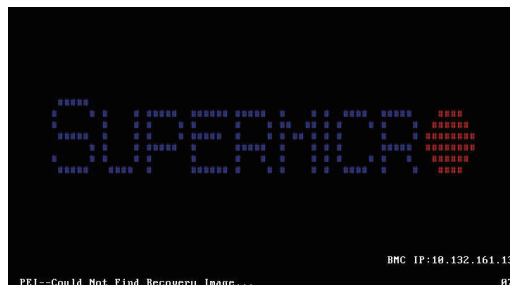 SUPERMICRO
BMC IP:10.132.161.13
PEI--Could Not Find Recovery Image...